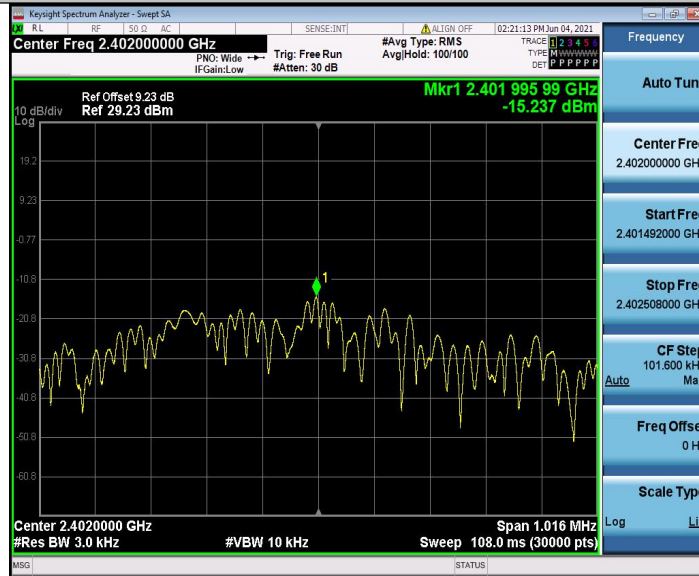 Keysight Spectrum Analyzer - Swept SA
LXI RL RF 50 Ω AC SENSE:INT ALIGN OFF 02:21:13 PM Jun 04, 2021
Center Freq 2.402000000 GHz
PNO: Wide
IFGain:Low
Trig: Free Run
#Atten: 30 dB
#Avg Type: RMS
Avg|Hold: 100/100
TRACE 1 2 3 4 5 6
TYPE M WWWWW
DET P P P P P P
Frequency
Ref Offset 9.23 dB
10 dB/div Ref 29.23 dBm
Log
Mkr1 2.401 995 99 GHz
-15.237 dBm
19.2
9.23
-0.77
-10.8
-20.8
-30.8
-40.8
-50.8
-60.8
1
Center 2.4020000 GHz Span 1.016 MHz
#Res BW 3.0 kHz #VBW 10 kHz Sweep 108.0 ms (30000 pts)
Auto Tun
Center Fre
2.402000000 GH
Start Fre
2.401492000 GH
Stop Fre
2.402508000 GH
CF Step
101.600 kH
Auto Ma
Freq Offse
0 H
Scale Type
Log Li
MSG STATUS